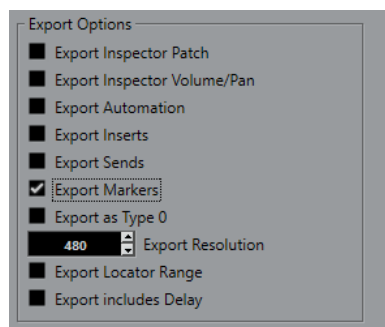 Export Options
Export Inspector Patch
Export Inspector Volume/Pan
Export Automation
Export Inserts
Export Sends
Export Markers
Export as Type 0
480 Export Resolution
Export Locator Range
Export includes Delay